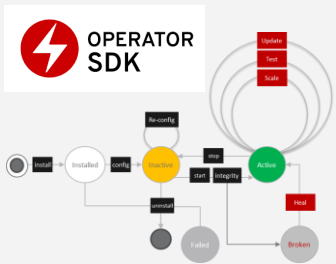 OPERATOR
SDK
Update
Test
Scale
Re-config
install
Installed
config
Inactive
stop
start
integrity
Active
uninstall
Heal
Failed
Broken